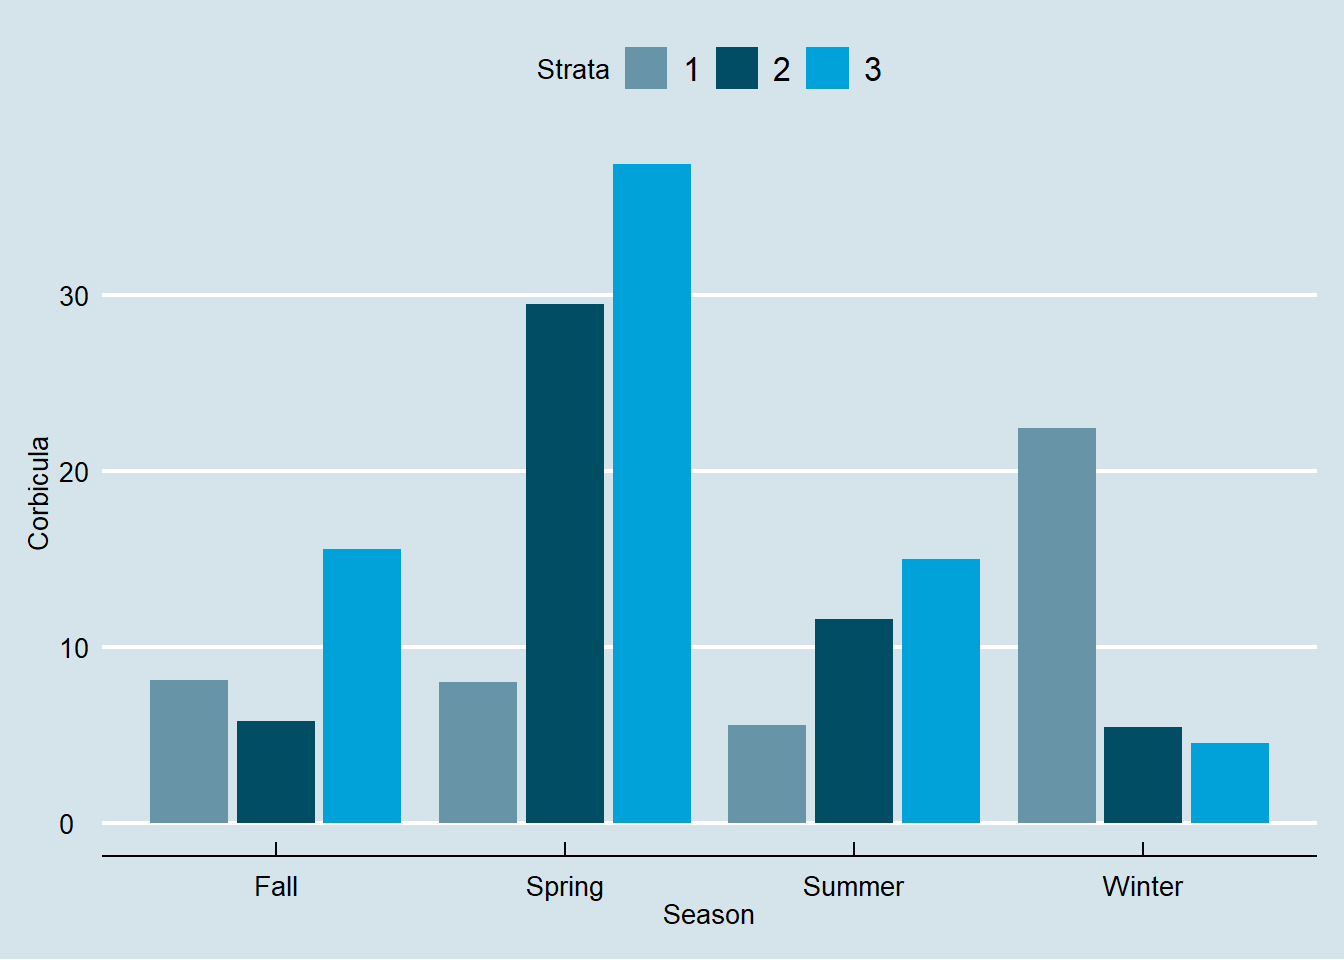 Strata 1 2 3
Corbicula
30
20
10
0
Fall Spring Summer Winter
Season